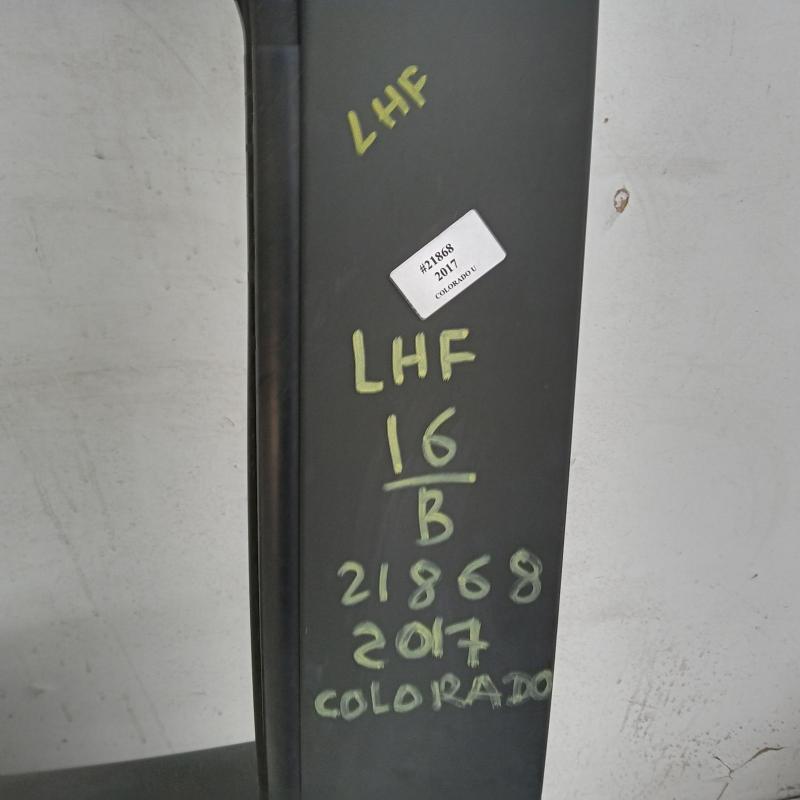 LHF
#21868
2017
COLORADO U
LHF
16
B
21868
2017
COLORADO